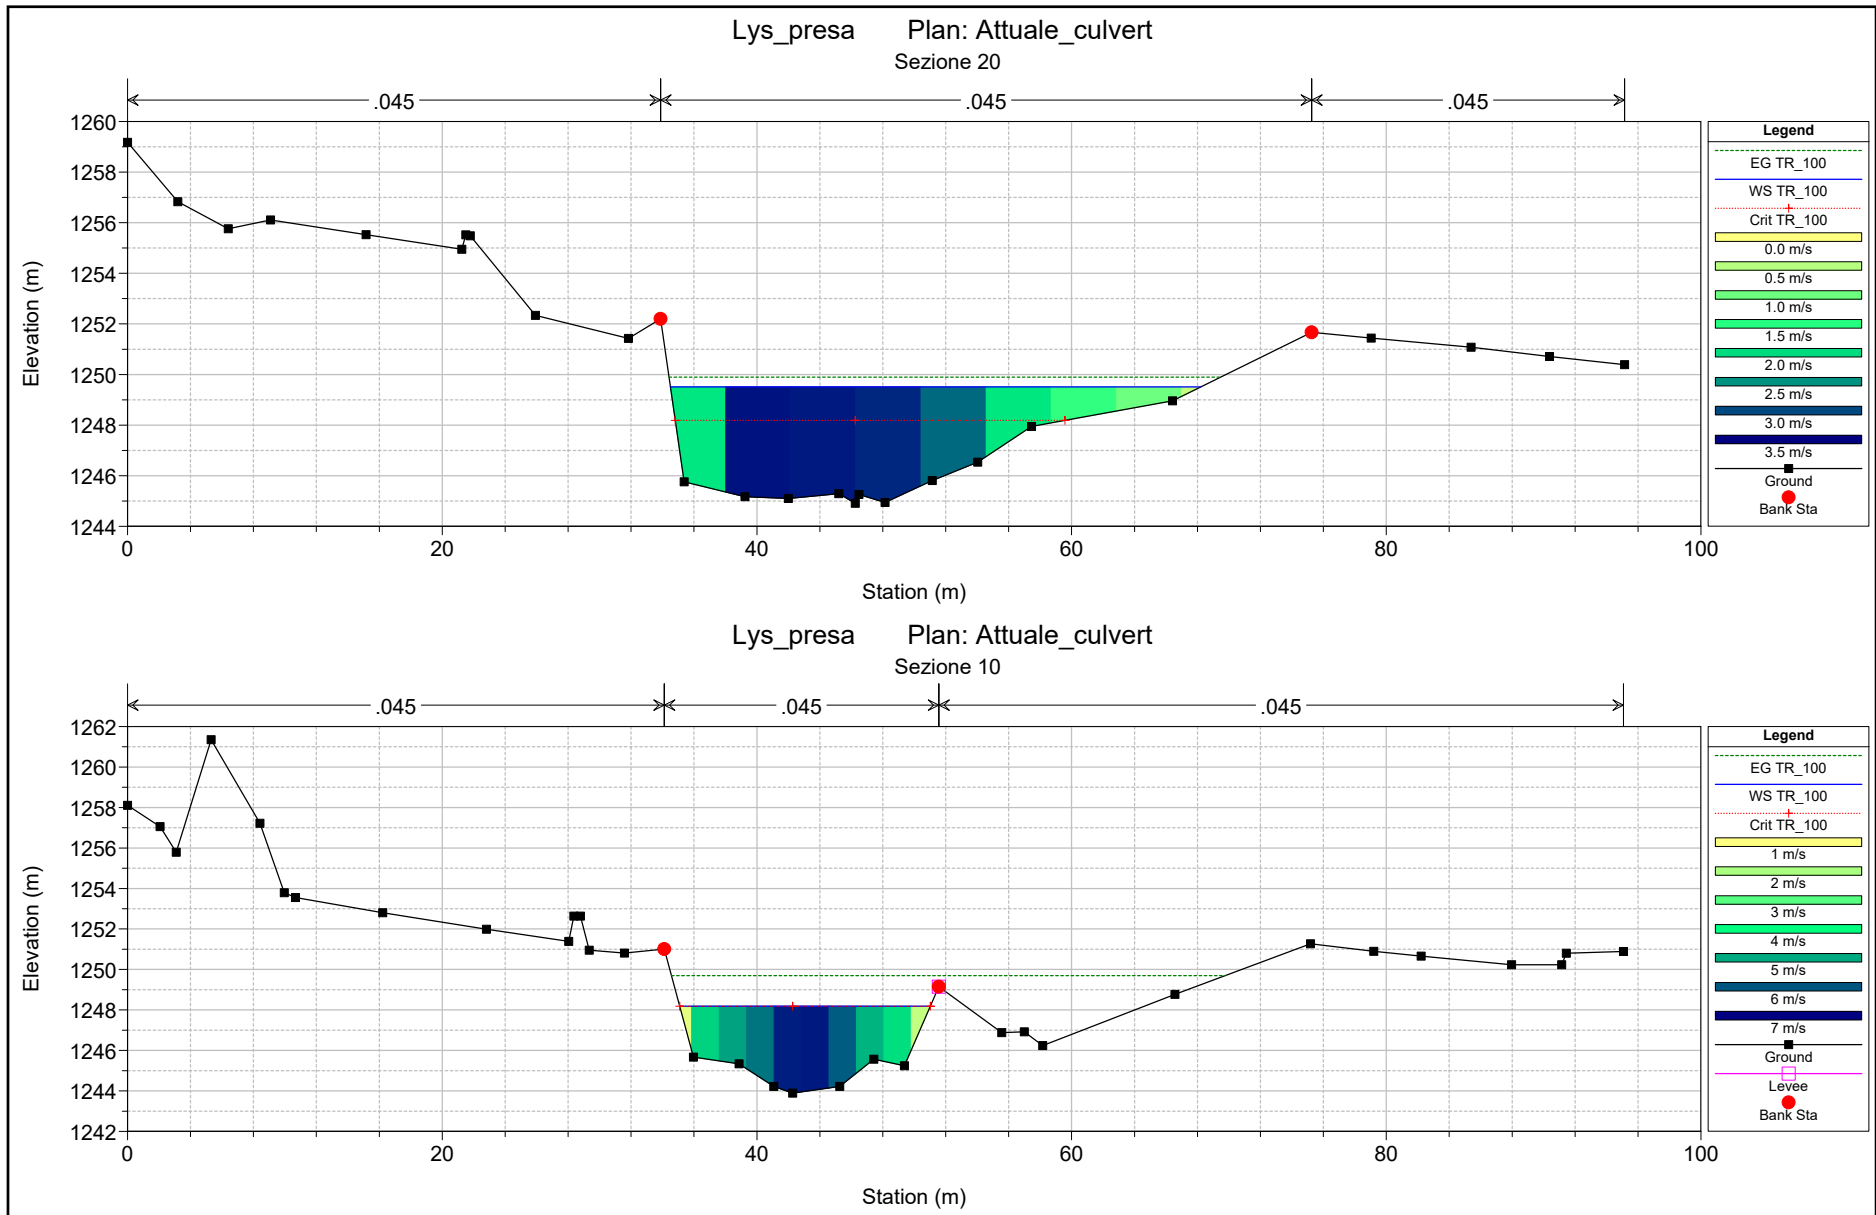 Lys_presa Plan: Attuale_culvert
Sezione 20
.045 .045 .045
Elevation (m)
1260
1258
1256
1254
1252
1250
1248
1246
1244
0 20 40 60 80 100
Station (m)
Legend
EG TR_100
WS TR_100
Crit TR_100
0.0 m/s
0.5 m/s
1.0 m/s
1.5 m/s
2.0 m/s
2.5 m/s
3.0 m/s
3.5 m/s
Ground
Bank Sta
Lys_presa Plan: Attuale_culvert
Sezione 10
.045 .045 .045
Elevation (m)
1262
1260
1258
1256
1254
1252
1250
1248
1246
1244
1242
0 20 40 60 80 100
Station (m)
Legend
EG TR_100
WS TR_100
Crit TR_100
1 m/s
2 m/s
3 m/s
4 m/s
5 m/s
6 m/s
7 m/s
Ground
Levee
Bank Sta